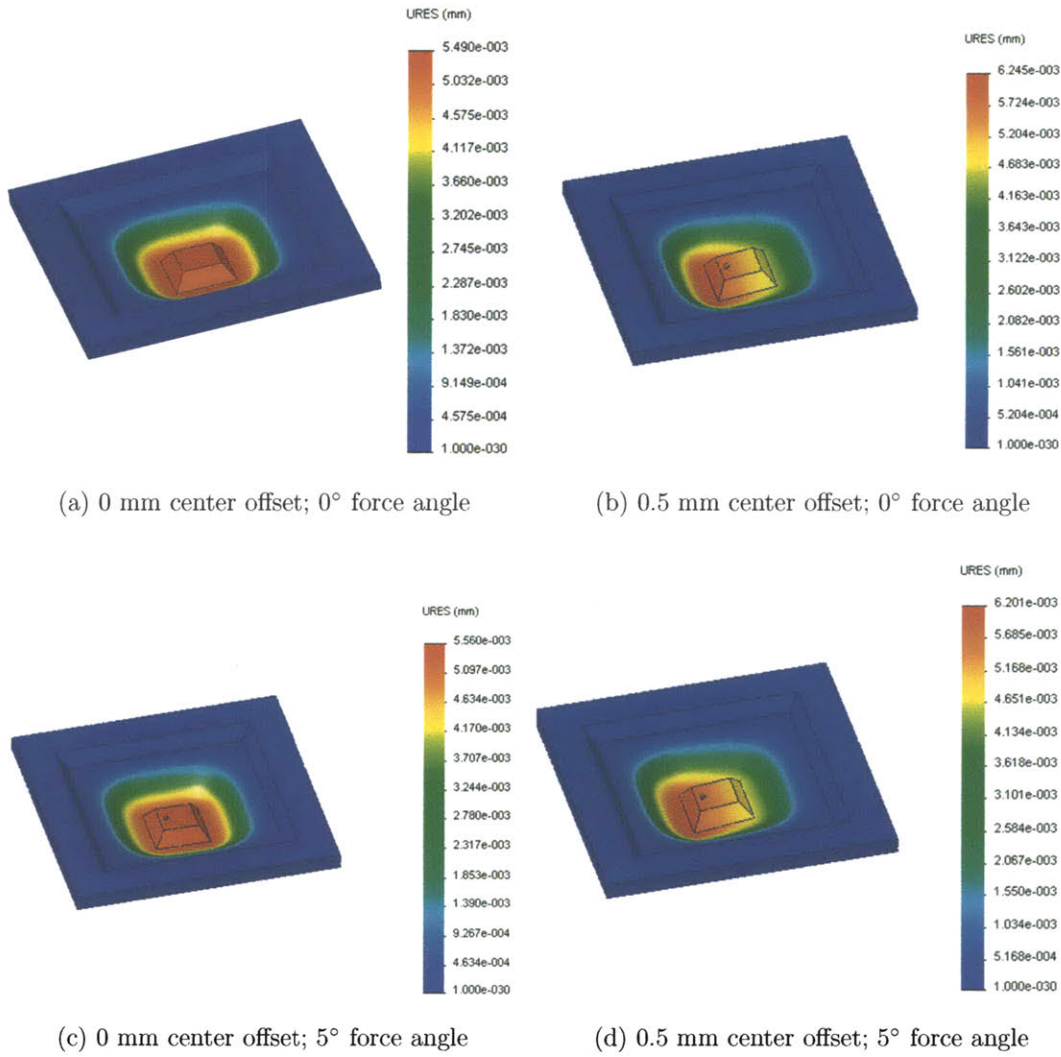 URES (mm)
5.490e-003
5.032e-003
4.575e-003
4.117e-003
3.660e-003
3.202e-003
2.745e-003
2.287e-003
1.830e-003
1.372e-003
9.149e-004
4.575e-004
1.000e-030
(a) 0 mm center offset; 0° force angle
URES (mm)
6.245e-003
5.724e-003
5.204e-003
4.683e-003
4.163e-003
3.643e-003
3.122e-003
2.602e-003
2.082e-003
1.561e-003
1.041e-003
5.204e-004
1.000e-030
(b) 0.5 mm center offset; 0° force angle
URES (mm)
5.560e-003
5.097e-003
4.634e-003
4.170e-003
3.707e-003
3.244e-003
2.780e-003
2.317e-003
1.853e-003
1.390e-003
9.267e-004
4.634e-004
1.000e-030
(c) 0 mm center offset; 5° force angle
URES (mm)
6.201e-003
5.685e-003
5.168e-003
4.651e-003
4.134e-003
3.618e-003
3.101e-003
2.584e-003
2.067e-003
1.550e-003
1.034e-003
5.168e-004
1.000e-030
(d) 0.5 mm center offset; 5° force angle